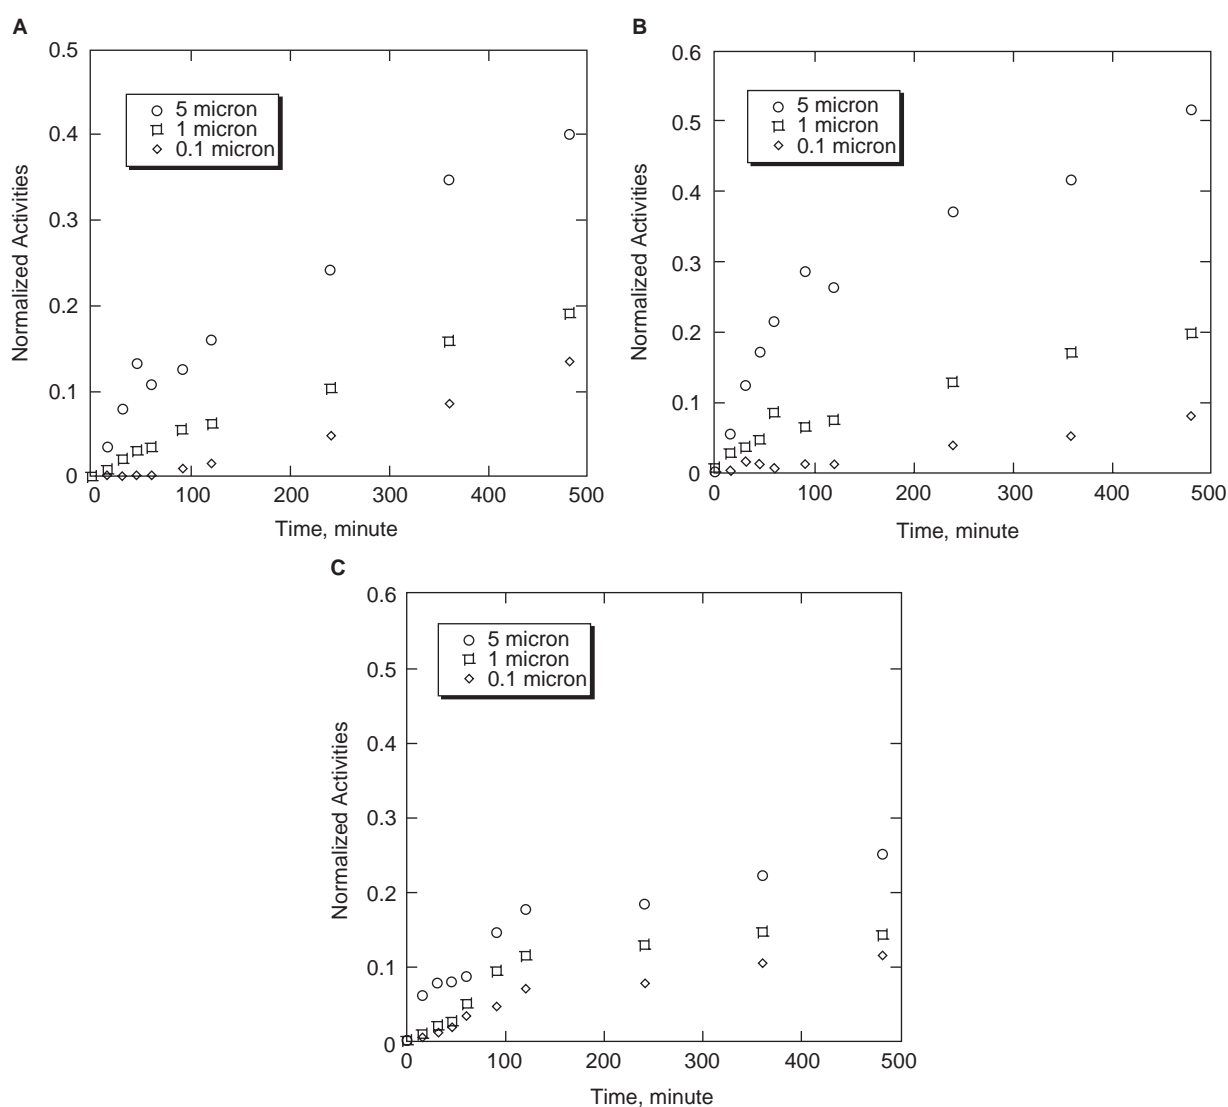 A
0.5
0.4
0.3
0.2
0.1
0
Normalized Activities
5 micron
1 micron
0.1 micron
0 100 200 300 400 500
Time, minute
B
0.6
0.5
0.4
0.3
0.2
0.1
0
Normalized Activities
5 micron
1 micron
0.1 micron
0 100 200 300 400 500
Time, minute
C
0.6
0.5
0.4
0.3
0.2
0.1
0
Normalized Activities
5 micron
1 micron
0.1 micron
0 100 200 300 400 500
Time, minute